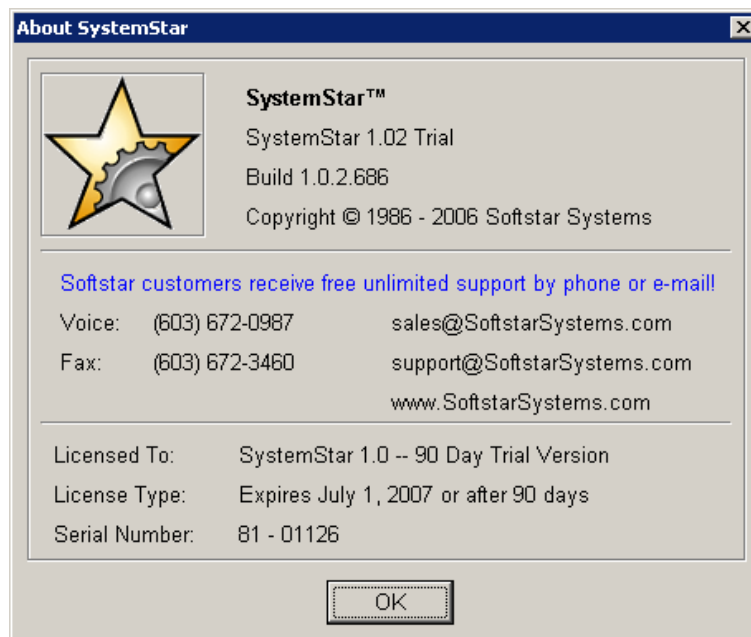 About SystemStar
SystemStar™
SystemStar 1.02 Trial
Build 1.0.2.686
Copyright © 1986 - 2006 Softstar Systems
Softstar customers receive free unlimited support by phone or e-mail!
Voice: (603) 672-0987 sales@SoftstarSystems.com
Fax: (603) 672-3460 support@SoftstarSystems.com
www.SoftstarSystems.com
Licensed To: SystemStar 1.0 -- 90 Day Trial Version
License Type: Expires July 1, 2007 or after 90 days
Serial Number: 81 - 01126
OK